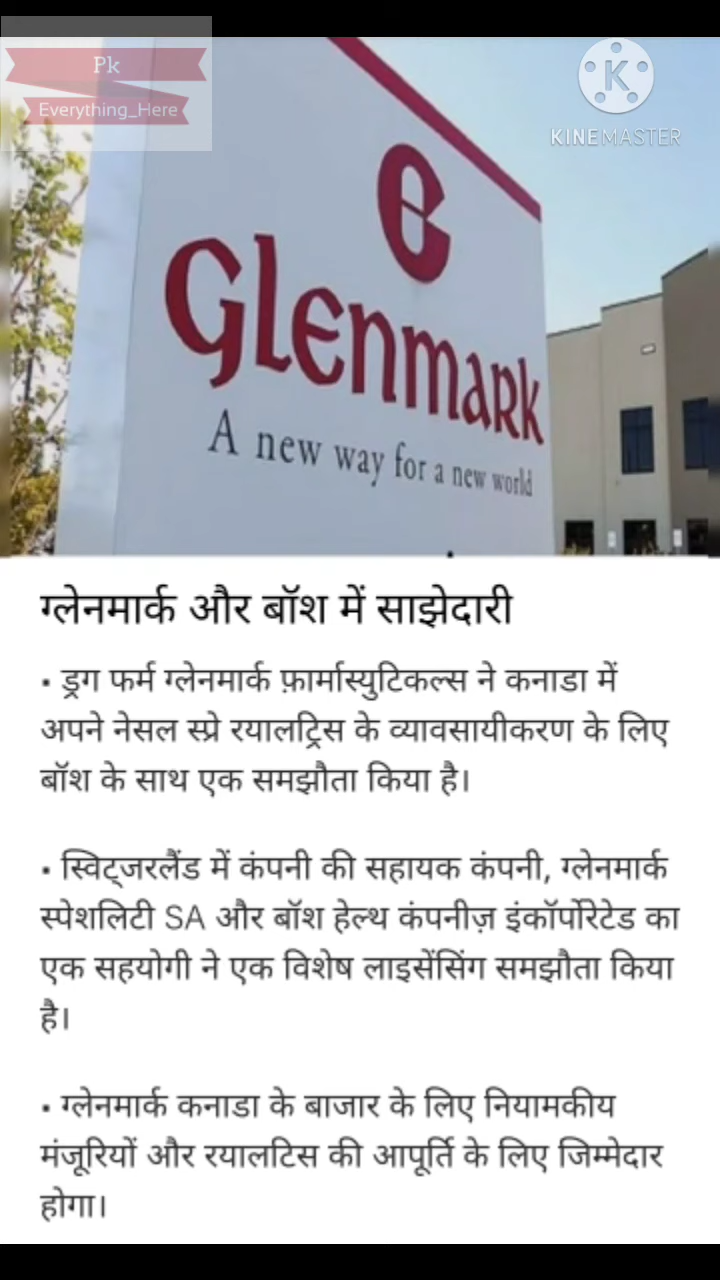 Pk
Everything_Here
K
KINEMASTER
Glenmark
A new way for a new world
ग्लेनमार्क और बॉश में साझेदारी
• ड्रग फर्म ग्लेनमार्क फ़ार्मास्युटिकल्स ने कनाडा में
अपने नेसल स्प्रे रयालट्रिस के व्यावसायीकरण के लिए
बॉश के साथ एक समझौता किया है।
• स्विट्जरलैंड में कंपनी की सहायक कंपनी, ग्लेनमार्क
स्पेशलिटी SA और बॉश हेल्थ कंपनीज़ इंकॉर्पोरेटेड का
एक सहयोगी ने एक विशेष लाइसेंसिंग समझौता किया
है।
• ग्लेनमार्क कनाडा के बाजार के लिए नियामकीय
मंजूरियों और रयालटिस की आपूर्ति के लिए जिम्मेदार
होगा।